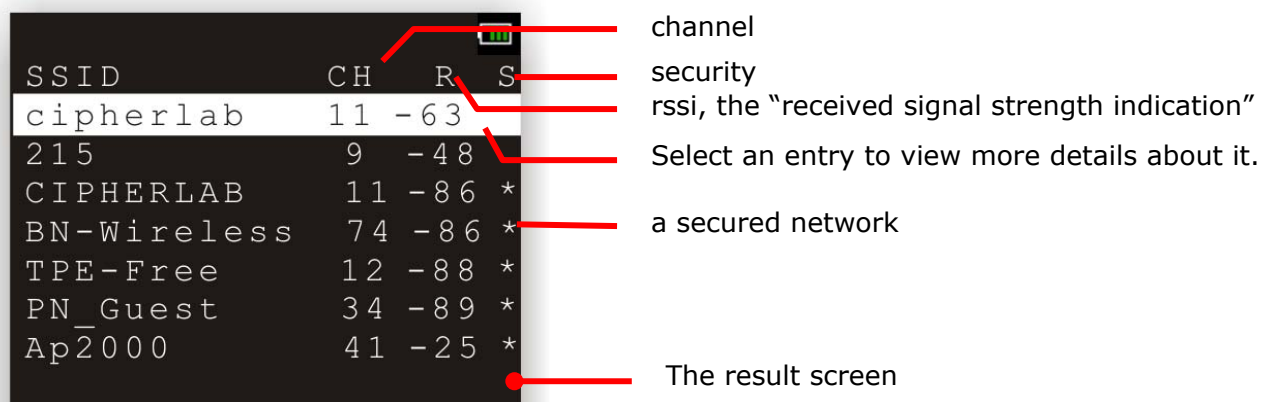 SSID CH R S
cipherlab 11 -63
215 9 -48
CIPHERLAB 11 -86 *
BN-Wireless 74 -86 *
TPE-Free 12 -88 *
PN_Guest 34 -89 *
Ap2000 41 -25 *
channel
security
rssi, the “received signal strength indication”
Select an entry to view more details about it.
a secured network
The result screen